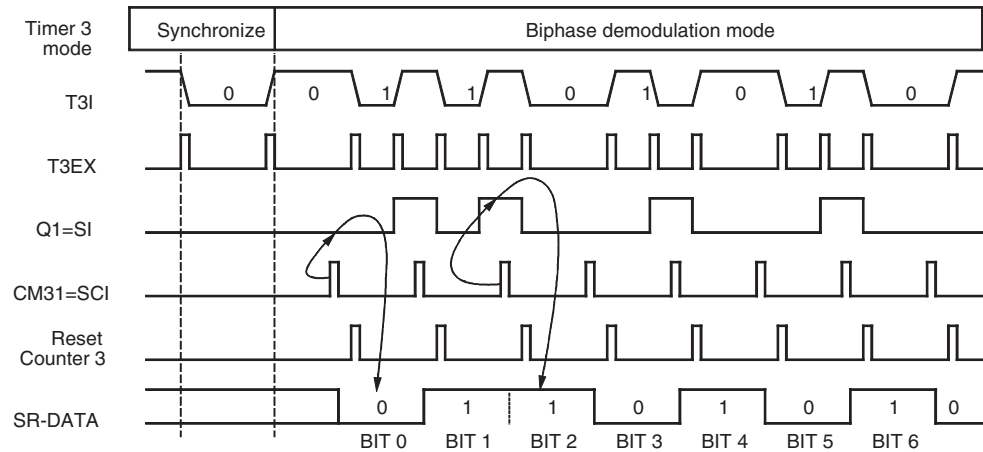 Timer 3
mode
Synchronize
Biphase demodulation mode
T3I
0 0 1 1 0 1 0 1 0
T3EX
Q1=SI
CM31=SCI
Reset
Counter 3
SR-DATA
0 1 1 0 1 0 1 0
BIT 0 BIT 1 BIT 2 BIT 3 BIT 4 BIT 5 BIT 6